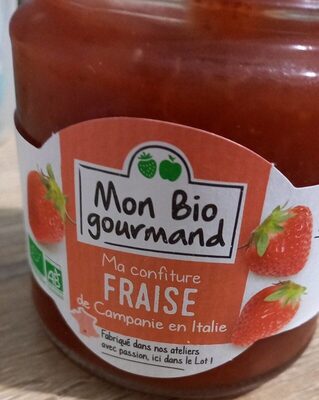 Mon Bio
gourmand
Ma confiture
FRAISE
de Campanie en Italie
Fabriqué dans nos ateliers
avec passion, ici dans le Lot !
AB